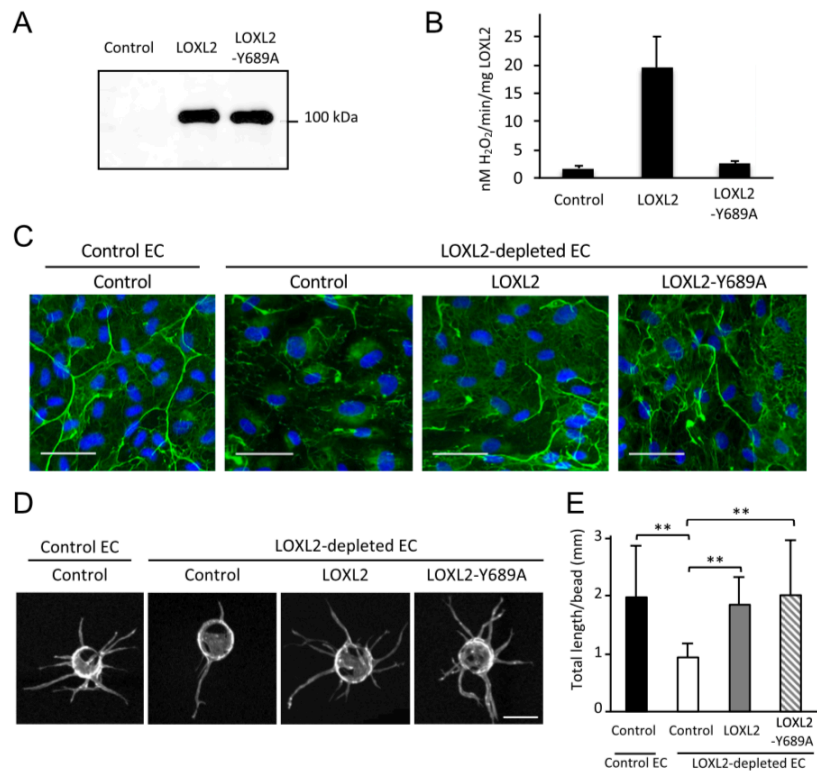 A
Control LOXL2 LOXL2
-Y689A
100 kDa
B
nM H₂O₂/min/mg LOXL2
25
20
15
10
5
0
Control LOXL2 LOXL2
-Y689A
C
Control EC LOXL2-depleted EC
Control Control LOXL2 LOXL2-Y689A
D
Control EC LOXL2-depleted EC
Control Control LOXL2 LOXL2-Y689A
E
Total length/bead (mm)
3
2
1
0
** ** **
Control Control LOXL2 LOXL2
-Y689A
Control EC LOXL2-depleted EC